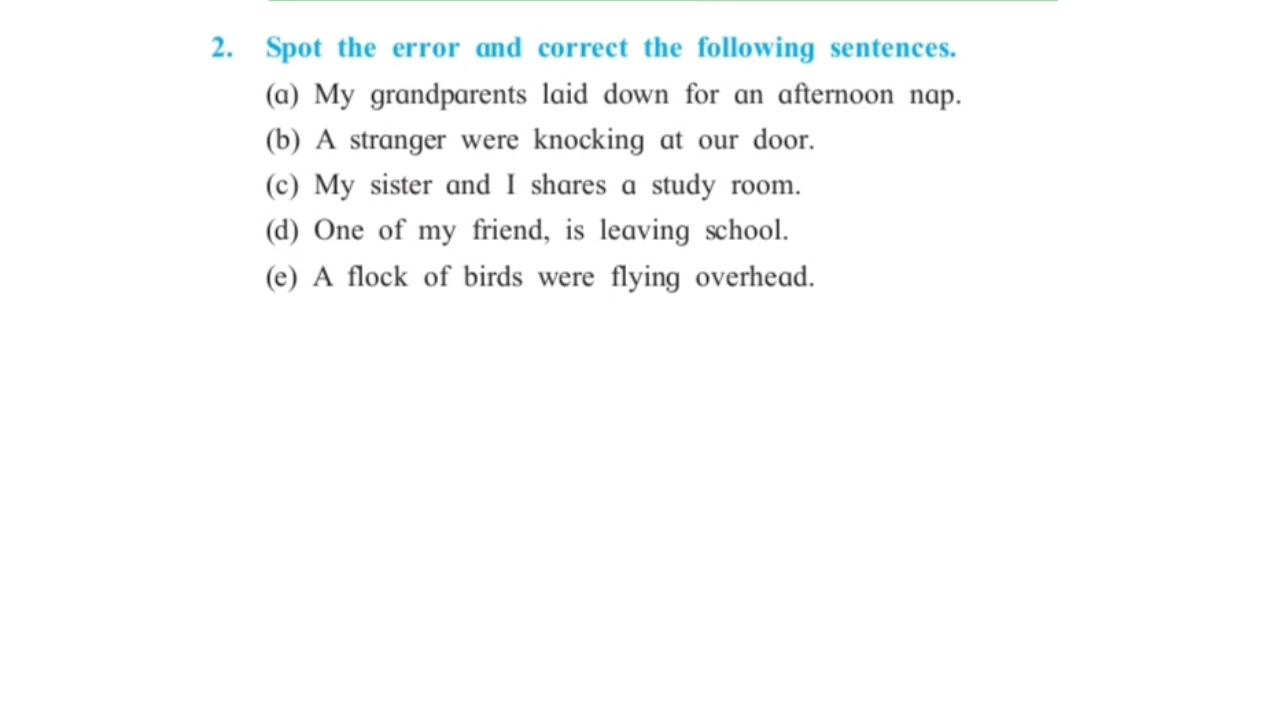 2. Spot the error and correct the following sentences.
(a) My grandparents laid down for an afternoon nap.
(b) A stranger were knocking at our door.
(c) My sister and I shares a study room.
(d) One of my friend, is leaving school.
(e) A flock of birds were flying overhead.